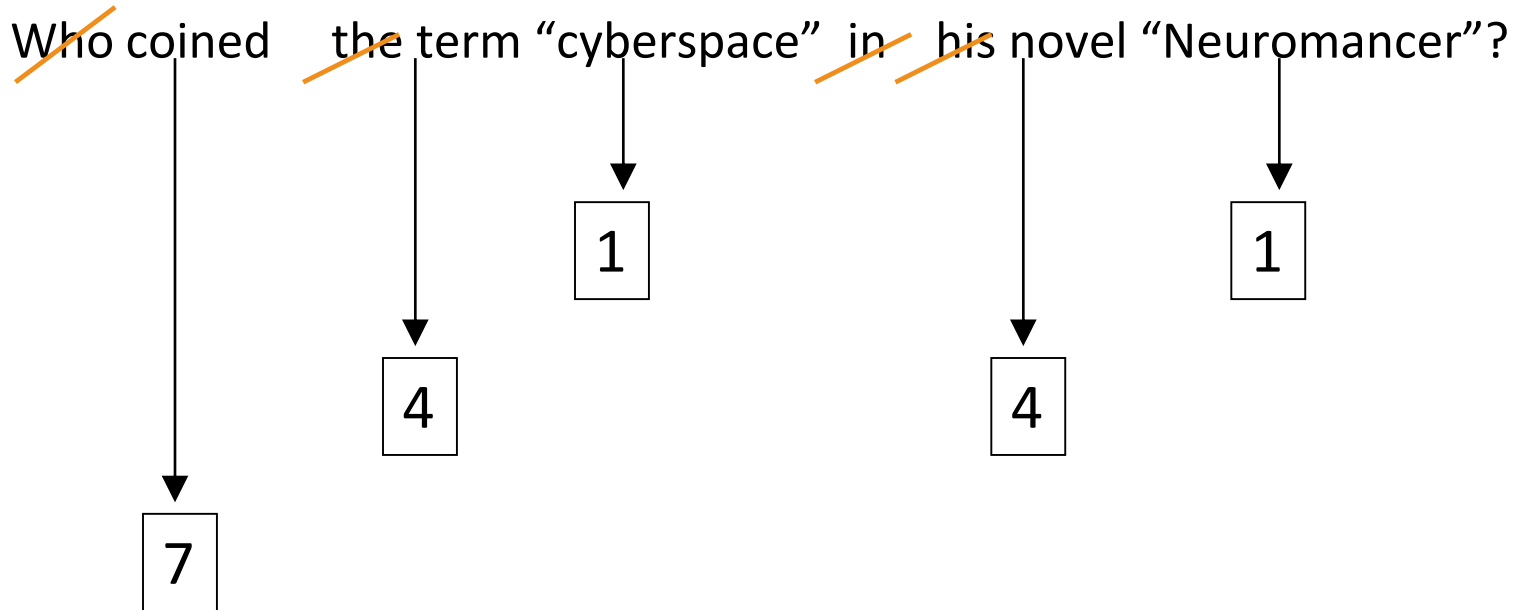 Who coined the term “cyberspace” in his novel “Neuromancer”?
1 1
4 4
7